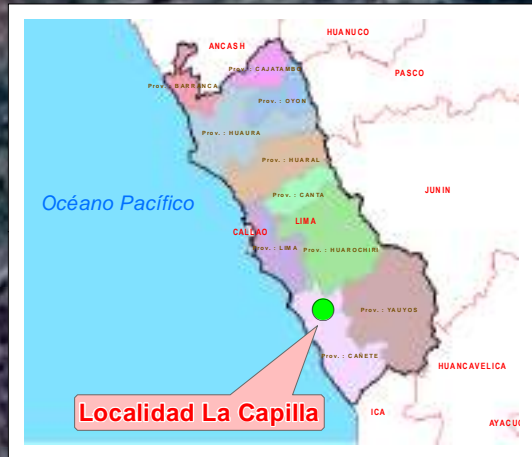 HUANUCO
ANCASH
Prov. : CAJATAMBO
PASCO
Prov. : BARRANCA
Prov. : OYON
Prov. : HUAURA
Prov. : HUARAL
JUNIN
Prov. : CANTA
Océano Pacífico
LIMA
CALLAO
Prov. : LIMA
Prov. : HUAROCHIRI
Prov. : YAUYOS
Prov. : CAÑETE
HUANCAVELICA
Localidad La Capilla
ICA
AYACUC